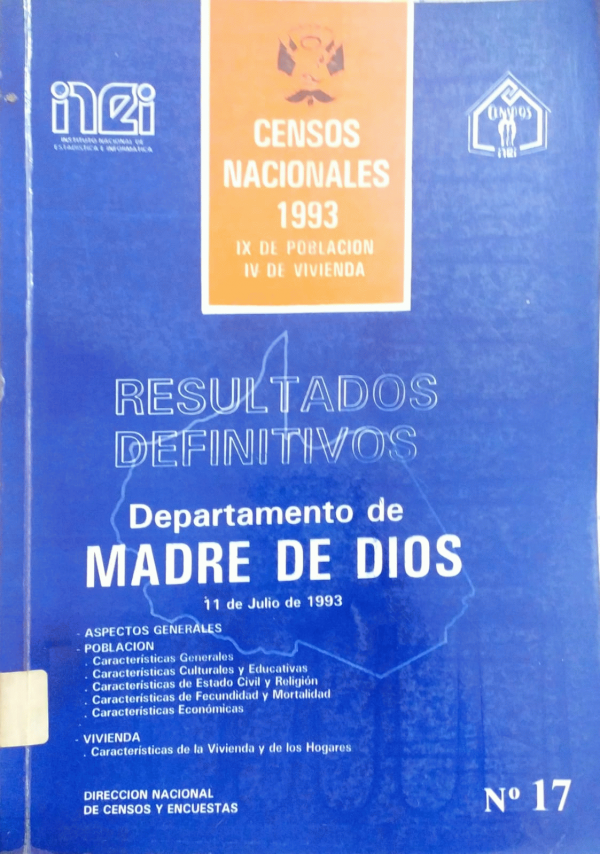 inei
INSTITUTO NACIONAL DE
ESTADISTICA E INFORMATICA
CENSOS
NACIONALES
1993
IX DE POBLACION
IV DE VIVIENDA
CENSOS
inei
RESULTADOS
DEFINITIVOS
Departamento de
MADRE DE DIOS
11 de Julio de 1993
- ASPECTOS GENERALES
- POBLACION
. Características Generales
. Características Culturales y Educativas
. Características de Estado Civil y Religión
. Características de Fecundidad y Mortalidad
. Características Económicas
- VIVIENDA
. Características de la Vivienda y de los Hogares
DIRECCION NACIONAL
DE CENSOS Y ENCUESTAS
Nº 17